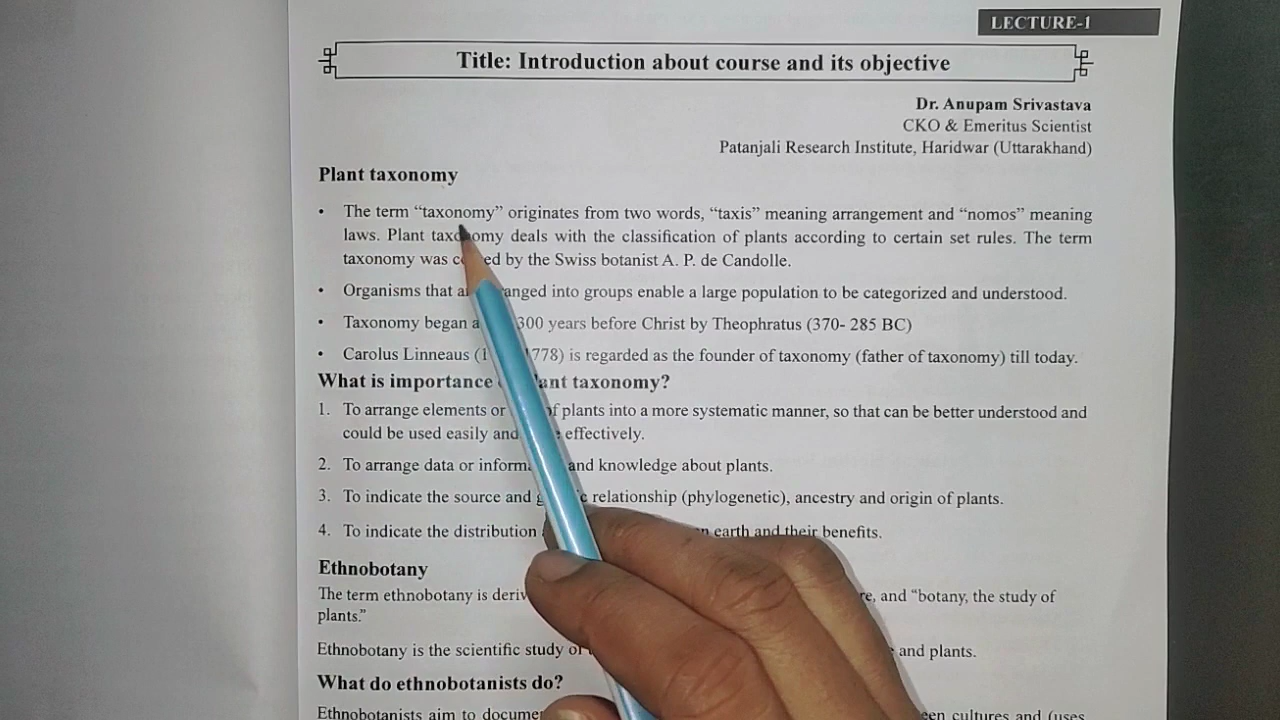 LECTURE-1
Title: Introduction about course and its objective
Dr. Anupam Srivastava
CKO & Emeritus Scientist
Patanjali Research Institute, Haridwar (Uttarakhand)
Plant taxonomy
• The term “taxonomy” originates from two words, “taxis” meaning arrangement and “nomos” meaning
laws. Plant taxonomy deals with the classification of plants according to certain set rules. The term
taxonomy was by the Swiss botanist A. P. de Candolle.
• Organisms that into groups enable a large population to be categorized and understood.
• Taxonomy began 300 years before Christ by Theophratus (370- 285 BC)
• Carolus Linneaus 1778) is regarded as the founder of taxonomy (father of taxonomy) till today.
What is importance plant taxonomy?
1. To arrange elements or of plants into a more systematic manner, so that can be better understood and
could be used easily and effectively.
2. To arrange data or and knowledge about plants.
3. To indicate the source and relationship (phylogenetic), ancestry and origin of plants.
4. To indicate the distribution earth and their benefits.
Ethnobotany
The term ethnobotany is and “botany, the study of
plants.”
Ethnobotany is the scientific study of and plants.
What do ethnobotanists do?
Ethnobotanists aim to cultures and (uses